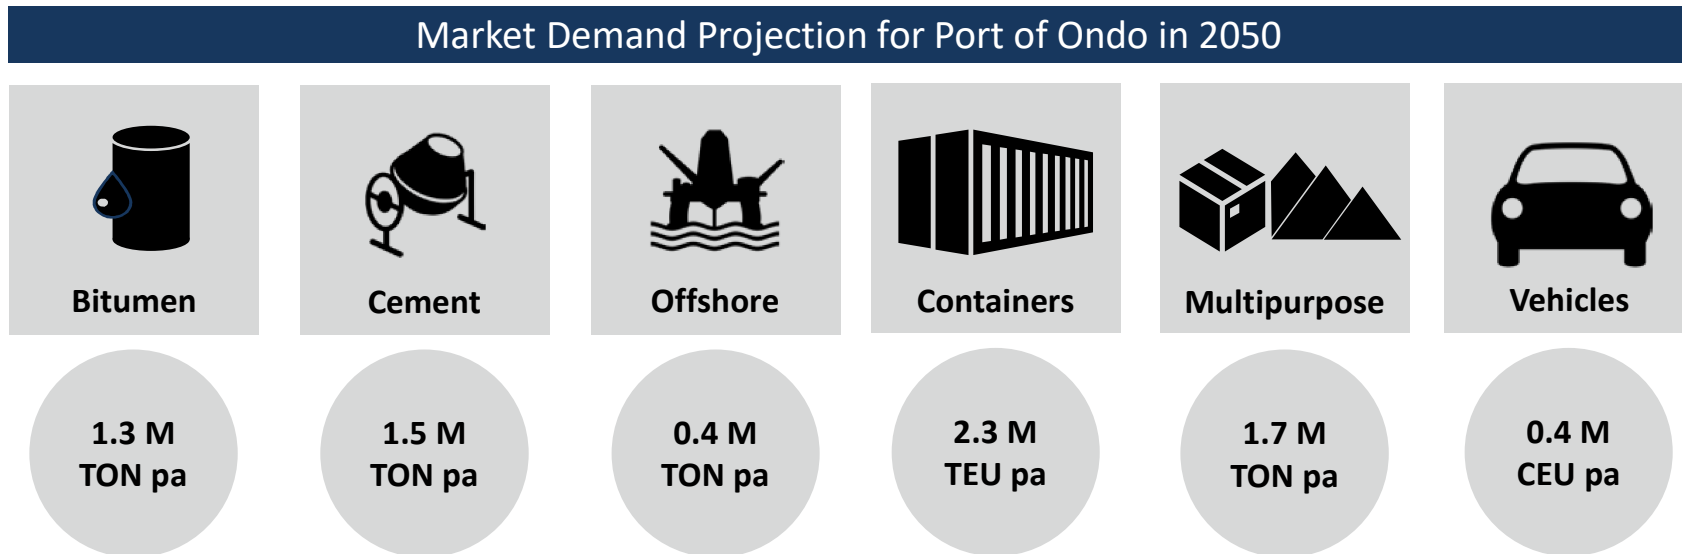 Market Demand Projection for Port of Ondo in 2050
Bitumen
Cement
Offshore
Containers
Multipurpose
Vehicles
1.3 M
TON pa
1.5 M
TON pa
0.4 M
TON pa
2.3 M
TEU pa
1.7 M
TON pa
0.4 M
CEU pa